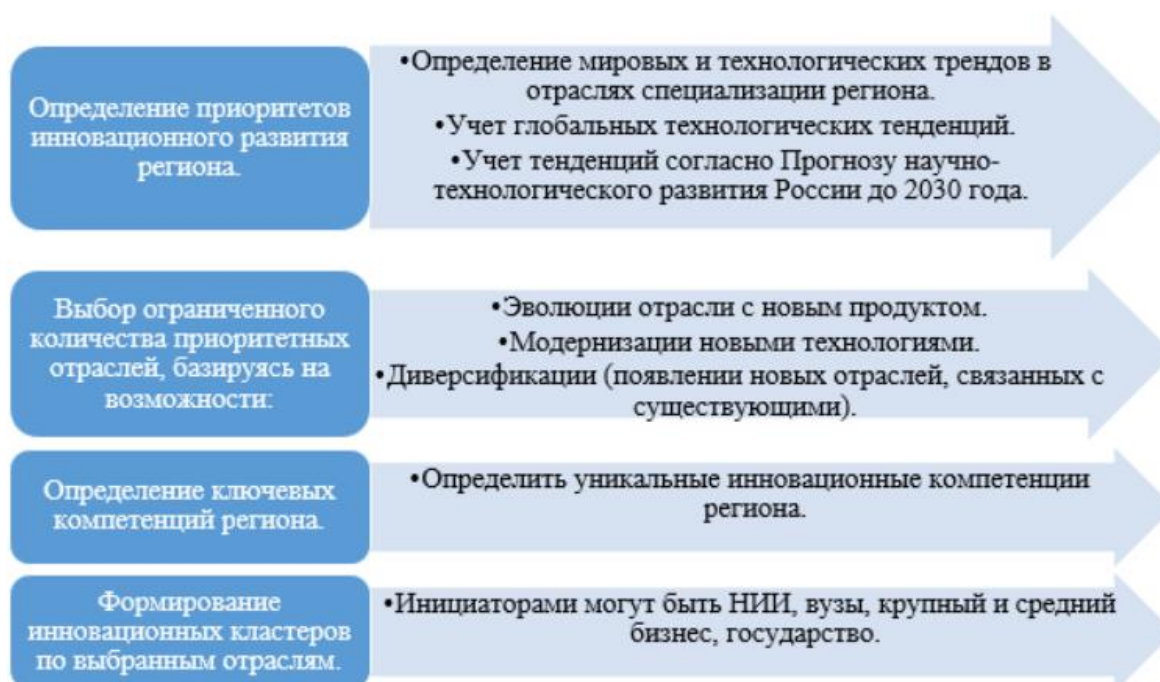 Определение приоритетов
инновационного развития
региона.
•Определение мировых и технологических трендов в
отраслях специализации региона.
•Учет глобальных технологических тенденций.
•Учет тенденций согласно Прогнозу научно-
технологического развития России до 2030 года.
Выбор ограниченного
количества приоритетных
отраслей, базируясь на
возможности:
•Эволюции отрасли с новым продуктом.
•Модернизации новыми технологиями.
•Диверсификации (появлении новых отраслей, связанных с
существующими).
Определение ключевых
компетенций региона.
•Определить уникальные инновационные компетенции
региона.
Формирование
инновационных кластеров
по выбранным отраслям.
•Инициаторами могут быть НИИ, вузы, крупный и средний
бизнес, государство.